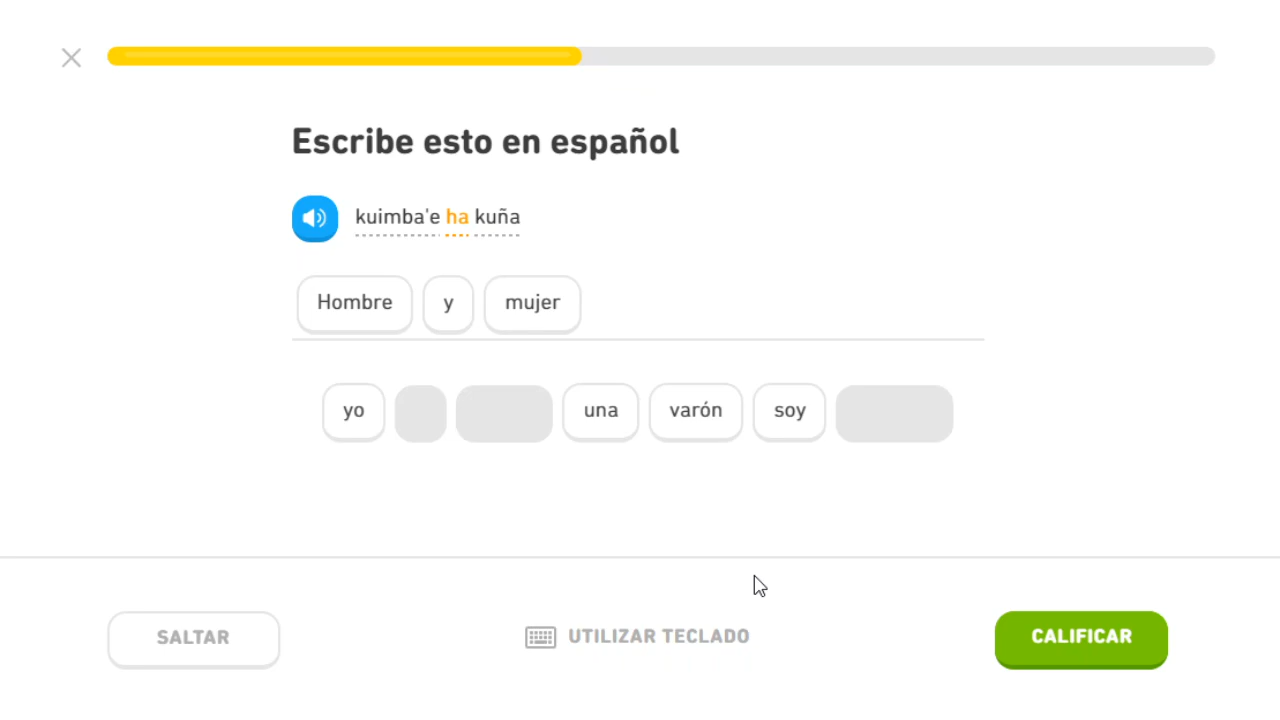 Escribe esto en español
kuimba'e ha kuña
Hombre y mujer
yo una varón soy
SALTAR UTILIZAR TECLADO CALIFICAR